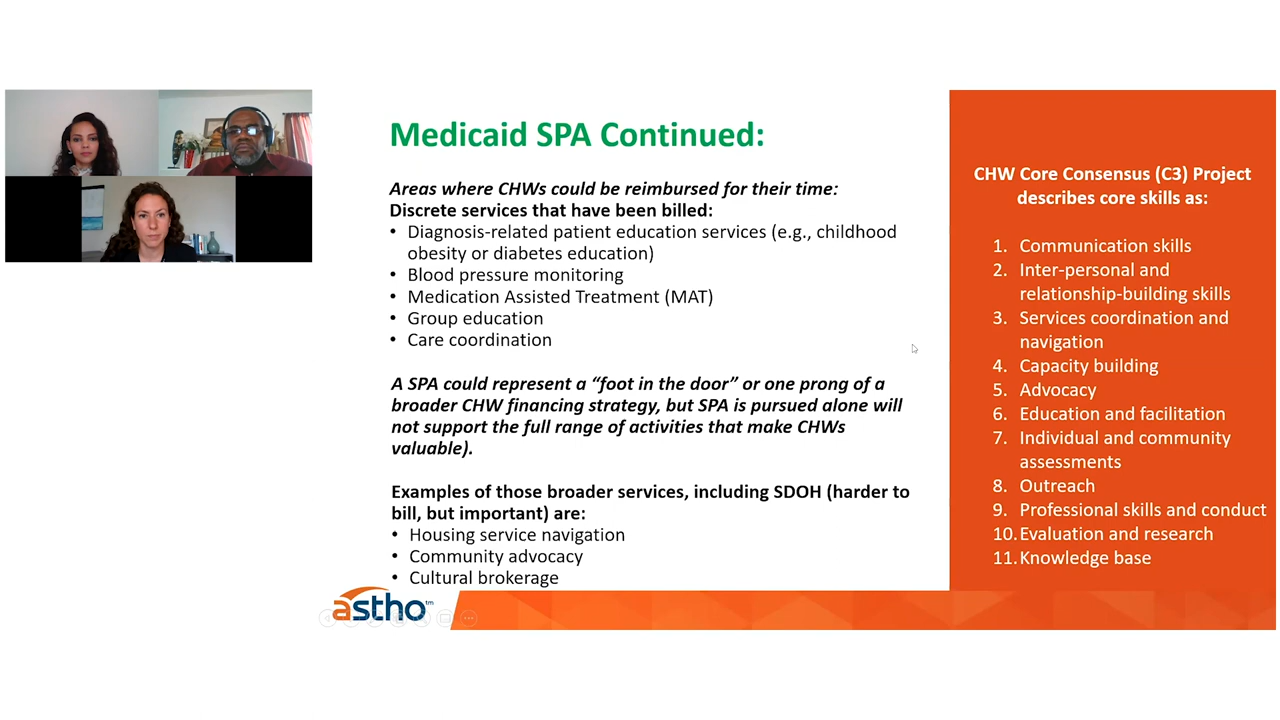 Medicaid SPA Continued:
Areas where CHWs could be reimbursed for their time:
Discrete services that have been billed:
• Diagnosis-related patient education services (e.g., childhood
obesity or diabetes education)
• Blood pressure monitoring
• Medication Assisted Treatment (MAT)
• Group education
• Care coordination
A SPA could represent a “foot in the door” or one prong of a
broader CHW financing strategy, but SPA is pursued alone will
not support the full range of activities that make CHWs
valuable).
Examples of those broader services, including SDOH (harder to
bill, but important) are:
• Housing service navigation
• Community advocacy
• Cultural brokerage
astho™
CHW Core Consensus (C3) Project
describes core skills as:
1. Communication skills
2. Inter-personal and
relationship-building skills
3. Services coordination and
navigation
4. Capacity building
5. Advocacy
6. Education and facilitation
7. Individual and community
assessments
8. Outreach
9. Professional skills and conduct
10. Evaluation and research
11. Knowledge base